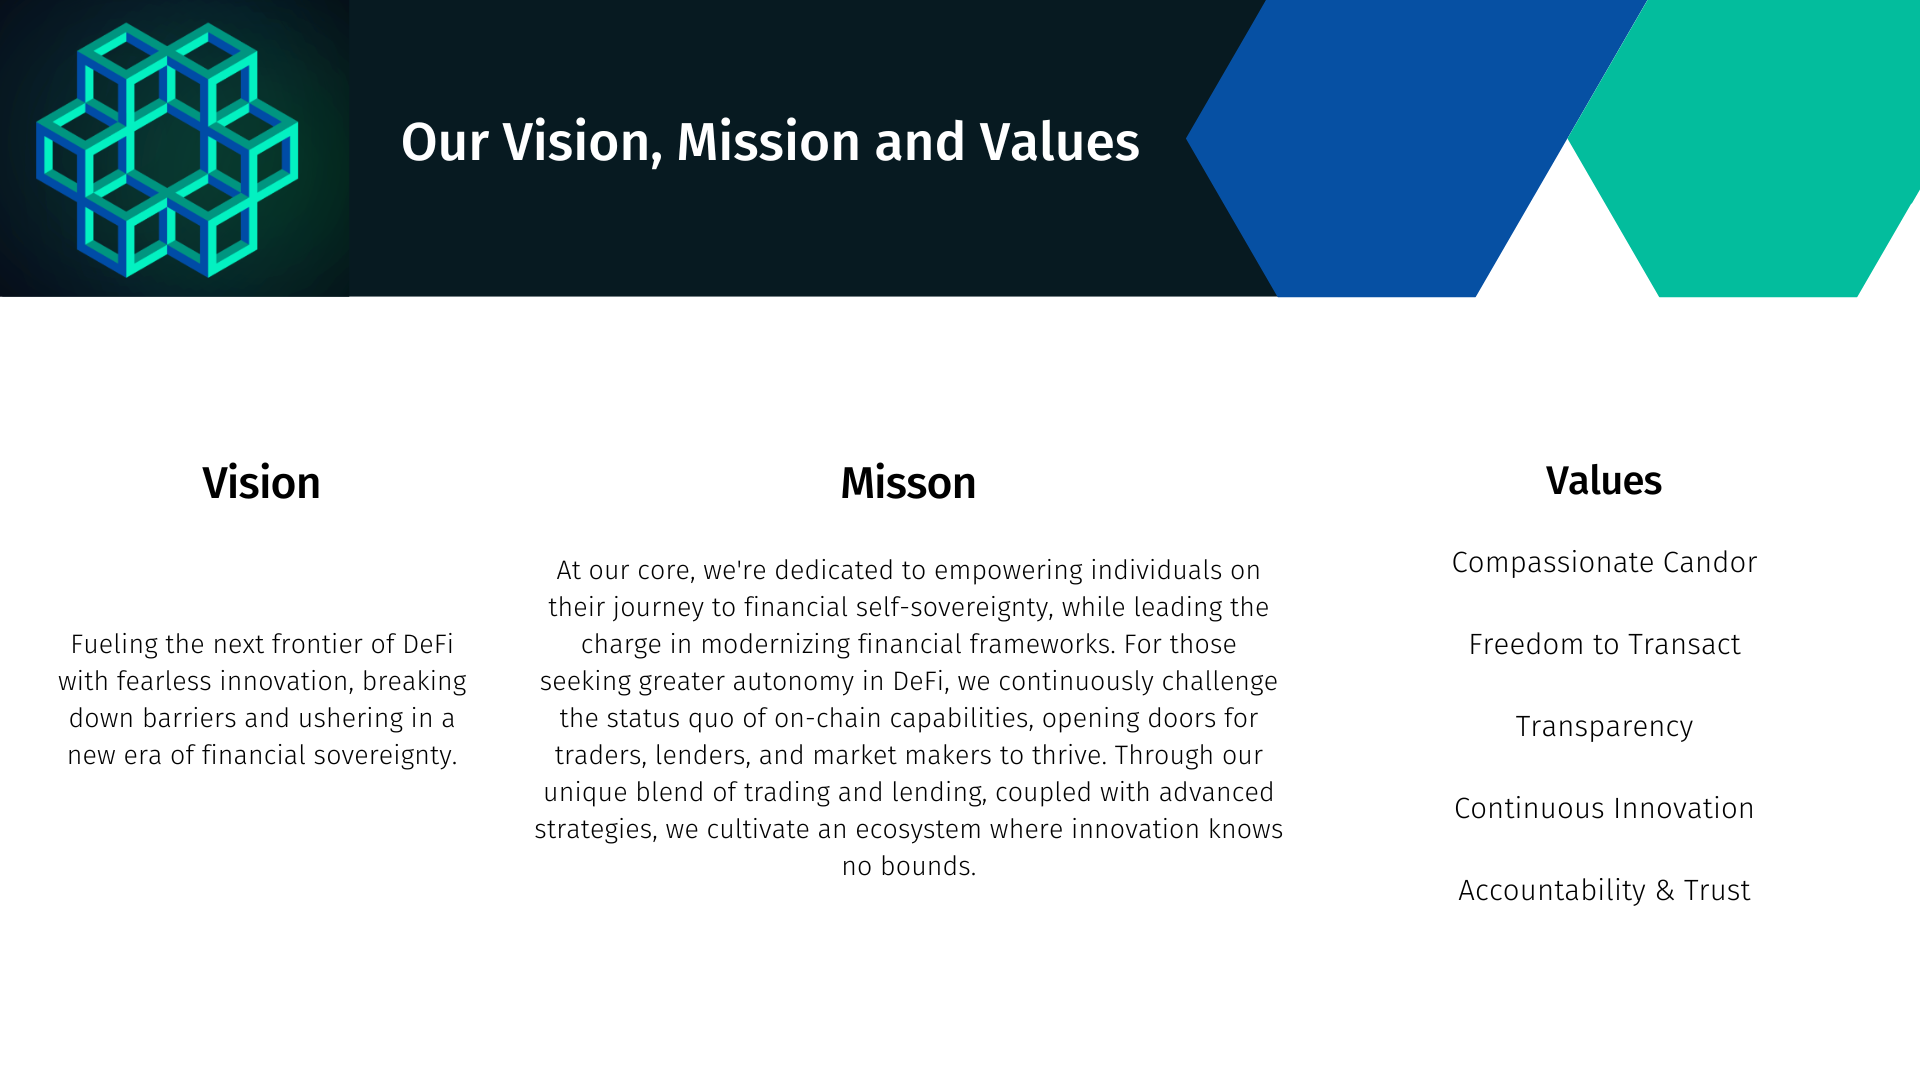 Our Vision, Mission and Values
Vision
Fueling the next frontier of DeFi
with fearless innovation, breaking
down barriers and ushering in a
new era of financial sovereignty.
Misson
At our core, we're dedicated to empowering individuals on
their journey to financial self-sovereignty, while leading the
charge in modernizing financial frameworks. For those
seeking greater autonomy in DeFi, we continuously challenge
the status quo of on-chain capabilities, opening doors for
traders, lenders, and market makers to thrive. Through our
unique blend of trading and lending, coupled with advanced
strategies, we cultivate an ecosystem where innovation knows
no bounds.
Values
Compassionate Candor
Freedom to Transact
Transparency
Continuous Innovation
Accountability & Trust